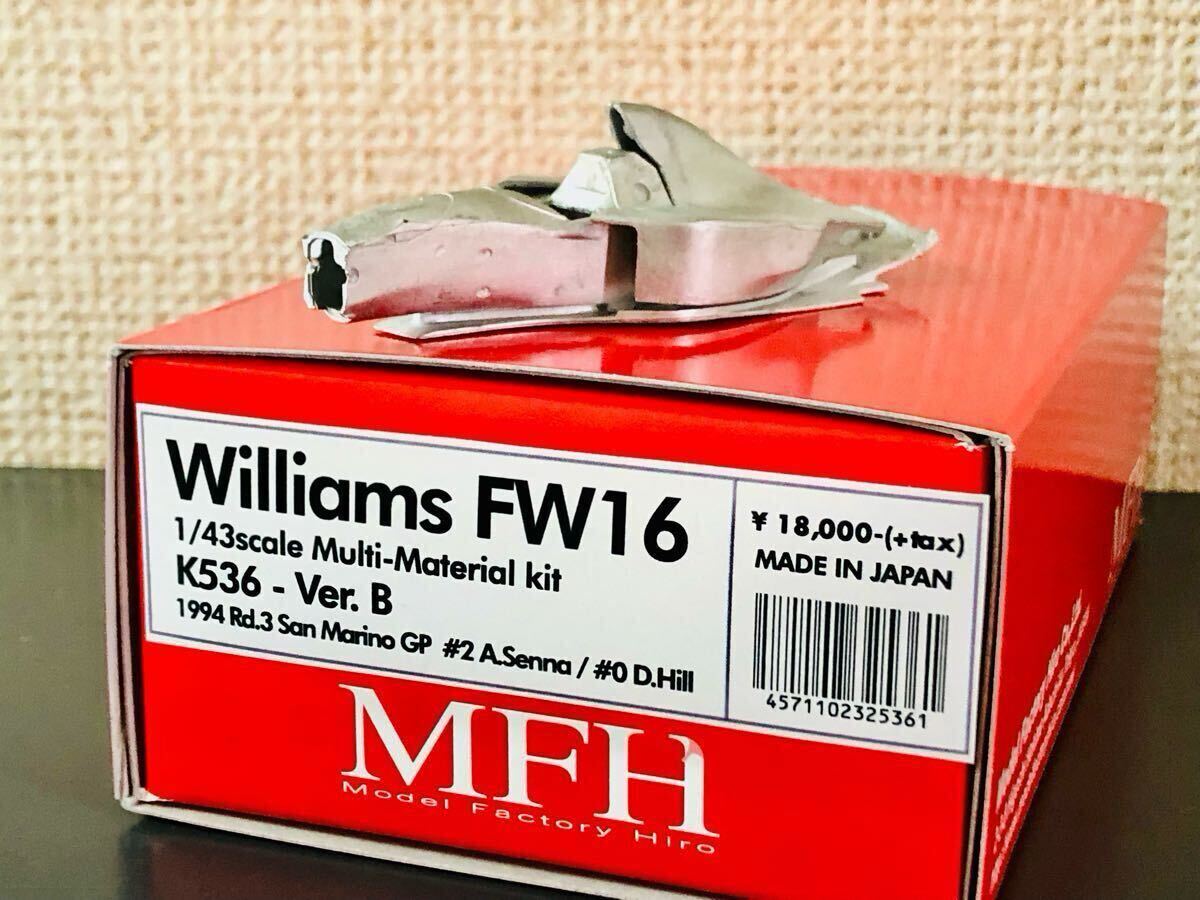 Williams FW16
1/43scale Multi-Material kit
K536 - Ver. B
1994 Rd.3 San Marino GP #2 A.Senna / #0 D.Hill
¥ 18,000-(+tax)
MADE IN JAPAN
4571102325361
MFH
Model Factory Hiro